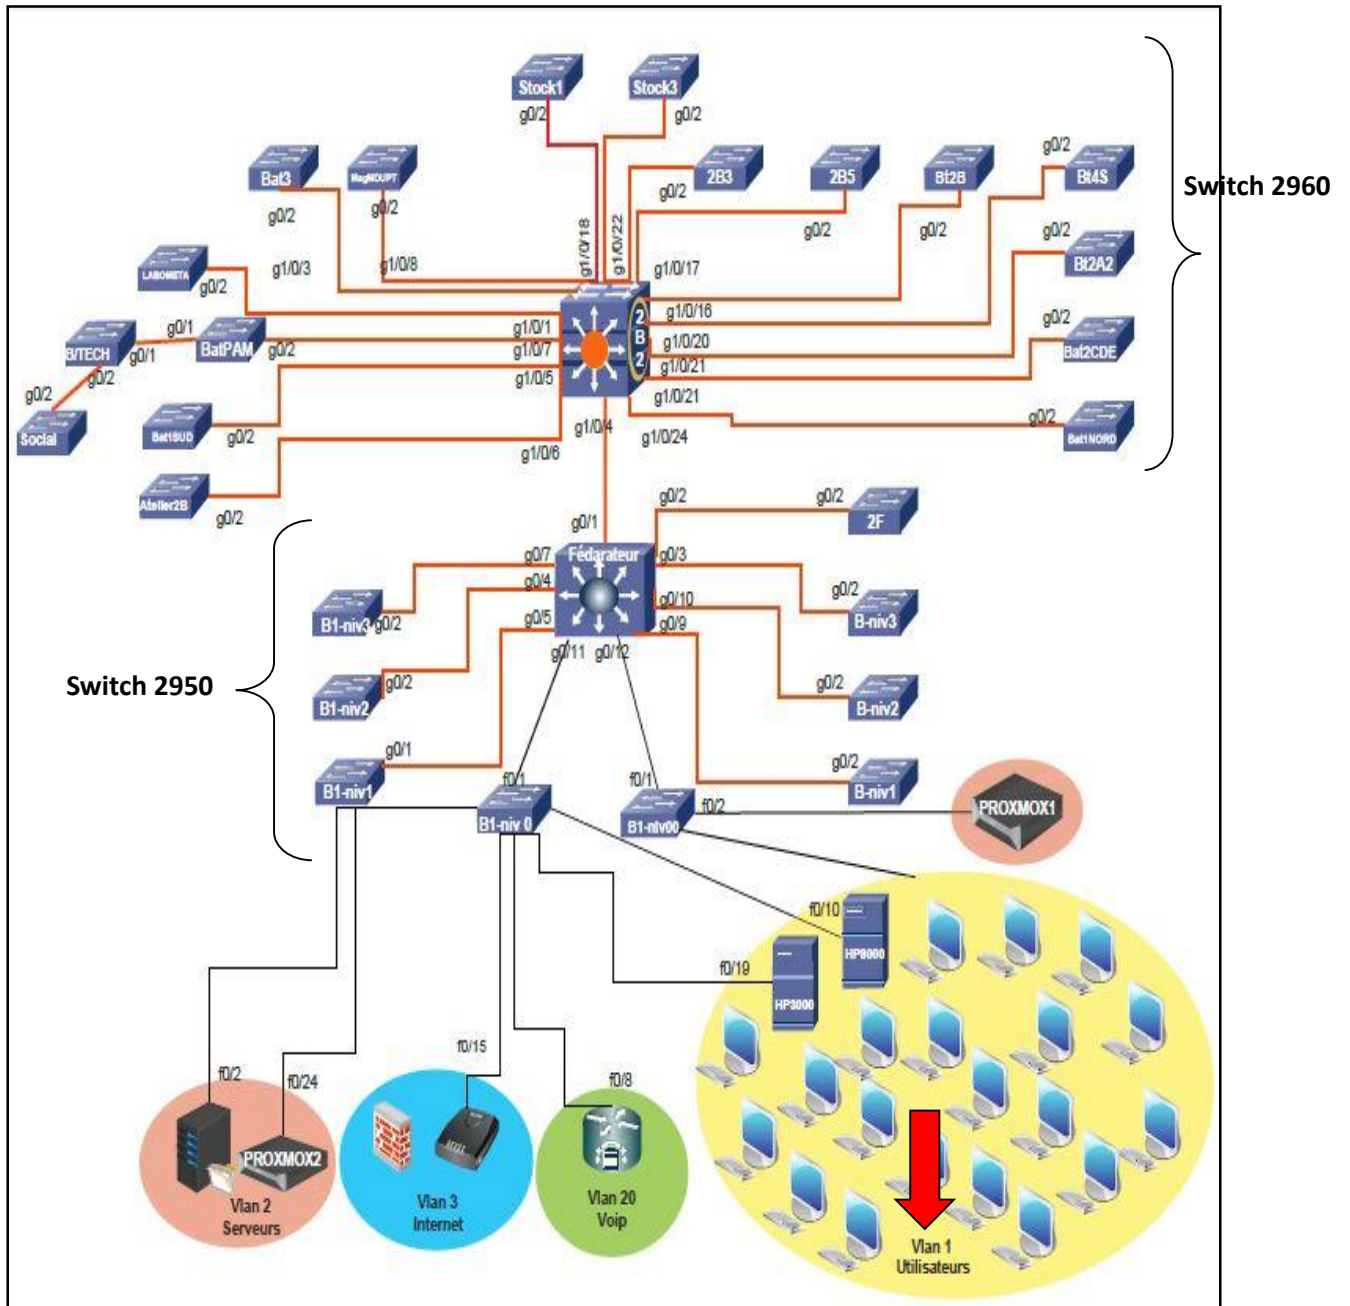 Stock1
Stock3
g0/2
g0/2
Switch 2960
Bat3
MagMDUPT
2B3
2B5
Bt2B
g0/2
Bt4S
g0/2
g0/2
g0/2
g0/2
g0/2
g1/0/18
g1/0/22
g0/2
Bt2A2
LABOMETA
g0/2
g1/0/3
g1/0/8
g1/0/17
g1/0/16
2
B
2
g0/2
Bat2CDE
g0/1
B/TECH
g0/1
BatPAM
g0/2
g1/0/1
g1/0/7
g1/0/20
g0/2
g0/2
g1/0/5
g1/0/21
g1/0/21
Social
Bat1SUD
g0/2
g1/0/4
g1/0/24
g0/2
Bat1NORD
g1/0/6
Atelier2B
g0/2
g0/1
g0/2
g0/2
2F
Fédarateur
g0/7
g0/3
g0/4
g0/10
g0/2
B1-niv3
g0/2
g0/5
g0/9
B-niv3
g0/11
g0/12
Switch 2950
g0/2
B1-niv2
g0/2
B-niv2
g0/1
B1-niv1
f0/1
f0/1
f0/2
g0/2
B-niv1
B1-niv 0
B1-niv00
PROXMOX1
f0/10
HP9000
f0/19
HP3000
f0/15
f0/2
f0/24
f0/8
PROXMOX2
Vlan 2
Serveurs
Vlan 3
Internet
Vlan 20
Voip
Vlan 1
Utilisateurs